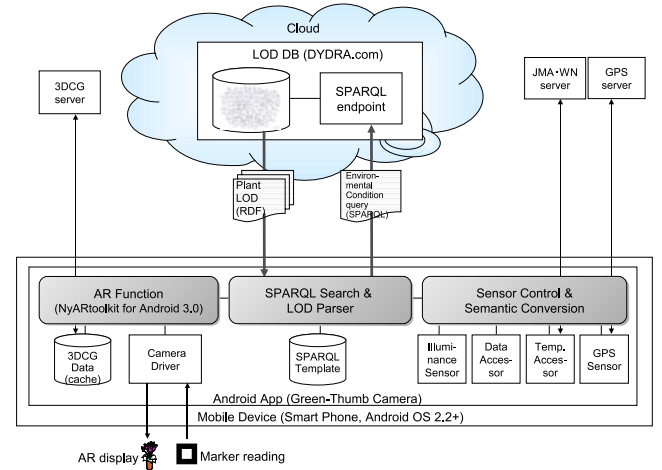 Cloud
LOD DB (DYDRA.com)
SPARQL
endpoint
3DCG
server
JMA・WN
server
GPS
server
Plant
LOD
(RDF)
Environ-
mental
Condition
query
(SPARQL)
AR Function
(NyARtoolkit for Android 3.0)
SPARQL Search &
LOD Parser
Sensor Control &
Semantic Conversion
3DCG
Data
(cache)
Camera
Driver
SPARQL
Template
Illumi-
nance
Sensor
Data
Acces-
sor
Temp.
Acces-
sor
GPS
Sensor
Android App (Green-Thumb Camera)
Mobile Device (Smart Phone, Android OS 2.2+)
AR display
Marker reading